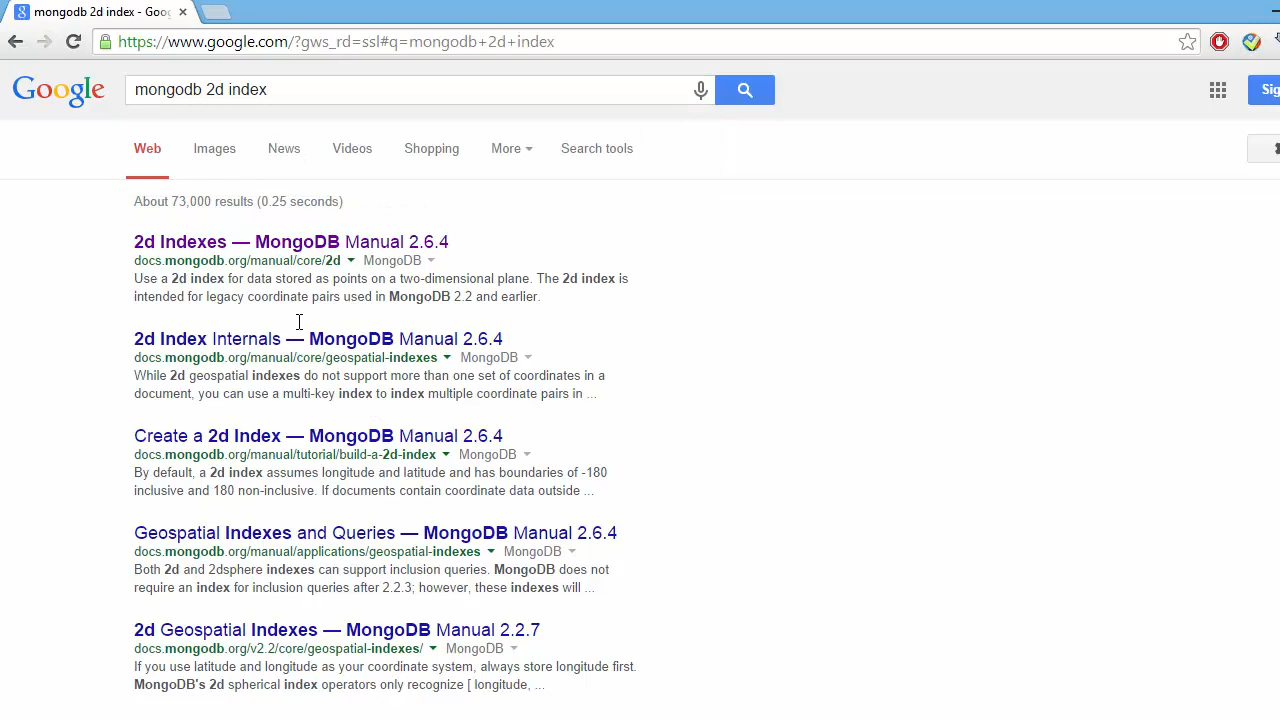 mongodb 2d index - Goo
https://www.google.com/?gws_rd=ssl#q=mongodb+2d+index
Google
mongodb 2d index
Sig
Web Images News Videos Shopping More Search tools
About 73,000 results (0.25 seconds)
2d Indexes — MongoDB Manual 2.6.4
docs.mongodb.org/manual/core/2d MongoDB
Use a 2d index for data stored as points on a two-dimensional plane. The 2d index is
intended for legacy coordinate pairs used in MongoDB 2.2 and earlier.
2d Index Internals — MongoDB Manual 2.6.4
docs.mongodb.org/manual/core/geospatial-indexes MongoDB
While 2d geospatial indexes do not support more than one set of coordinates in a
document, you can use a multi-key index to index multiple coordinate pairs in ...
Create a 2d Index — MongoDB Manual 2.6.4
docs.mongodb.org/manual/tutorial/build-a-2d-index MongoDB
By default, a 2d index assumes longitude and latitude and has boundaries of -180
inclusive and 180 non-inclusive. If documents contain coordinate data outside ...
Geospatial Indexes and Queries — MongoDB Manual 2.6.4
docs.mongodb.org/manual/applications/geospatial-indexes MongoDB
Both 2d and 2dsphere indexes can support inclusion queries. MongoDB does not
require an index for inclusion queries after 2.2.3; however, these indexes will ...
2d Geospatial Indexes — MongoDB Manual 2.2.7
docs.mongodb.org/v2.2/core/geospatial-indexes/ MongoDB
If you use latitude and longitude as your coordinate system, always store longitude first.
MongoDB's 2d spherical index operators only recognize [ longitude, ...